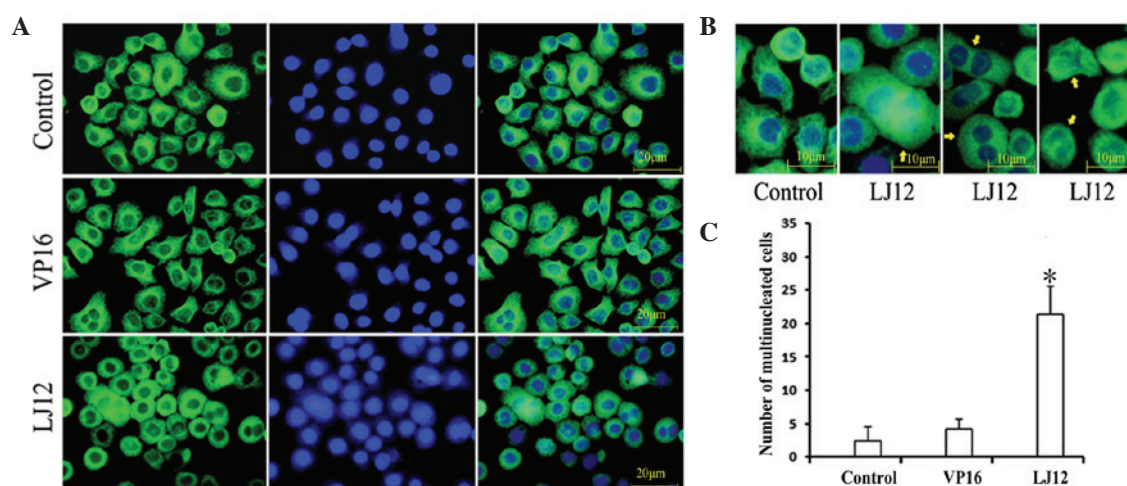 A
Control
20μm
VP16
20μm
LJ12
20μm
B
10μm
10μm
10μm
10μm
Control
LJ12
LJ12
LJ12
C
Number of multinucleated cells
35
30
25
20
15
10
5
0
*
Control
VP16
LJ12